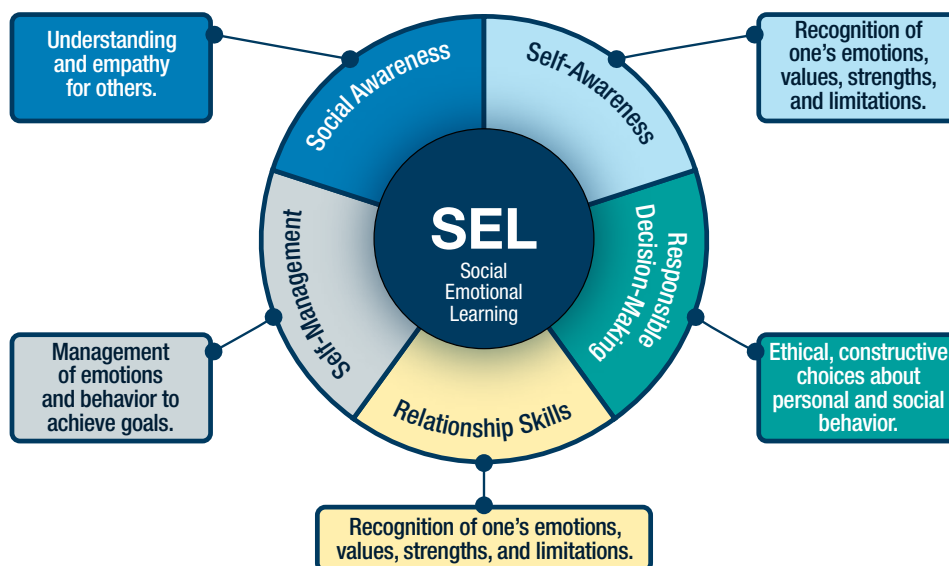 Understanding
and empathy
for others.
Social Awareness
Self-Awareness
Recognition of
one’s emotions,
values, strengths,
and limitations.
SEL
Social
Emotional
Learning
Self-Management
Responsible
Decision-Making
Management
of emotions
and behavior to
achieve goals.
Relationship Skills
Ethical, constructive
choices about
personal and social
behavior.
Recognition of one’s emotions,
values, strengths, and limitations.